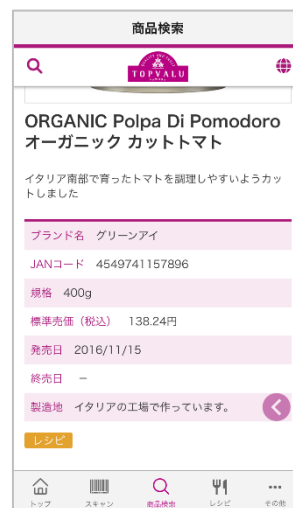 商品検索
TOPVALU
ORGANIC Polpa Di Pomodoro
オーガニック カットトマト
イタリア南部で育ったトマトを調理しやすいようカッ
トしました
ブランド名 グリーンアイ
JANコード 4549741157896
規格 400g
標準売価（税込） 138.24円
発売日 2016/11/15
終売日 －
製造地 イタリアの工場で作っています。
レシピ
トップ スキャン 商品検索 レシピ その他